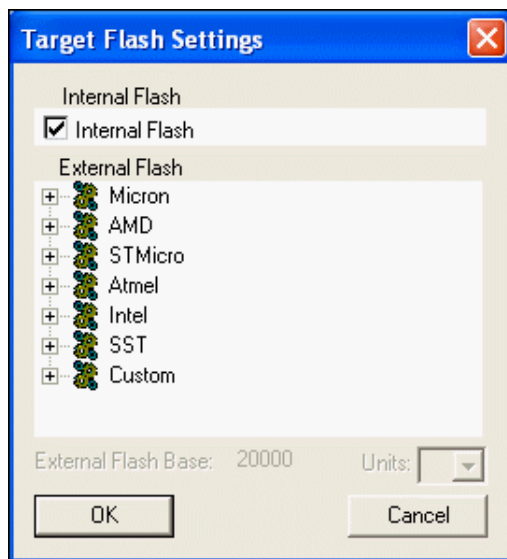 Target Flash Settings
Internal Flash
Internal Flash
External Flash
Micron
AMD
STMicro
Atmel
Intel
SST
Custom
External Flash Base: 20000 Units:
OK Cancel